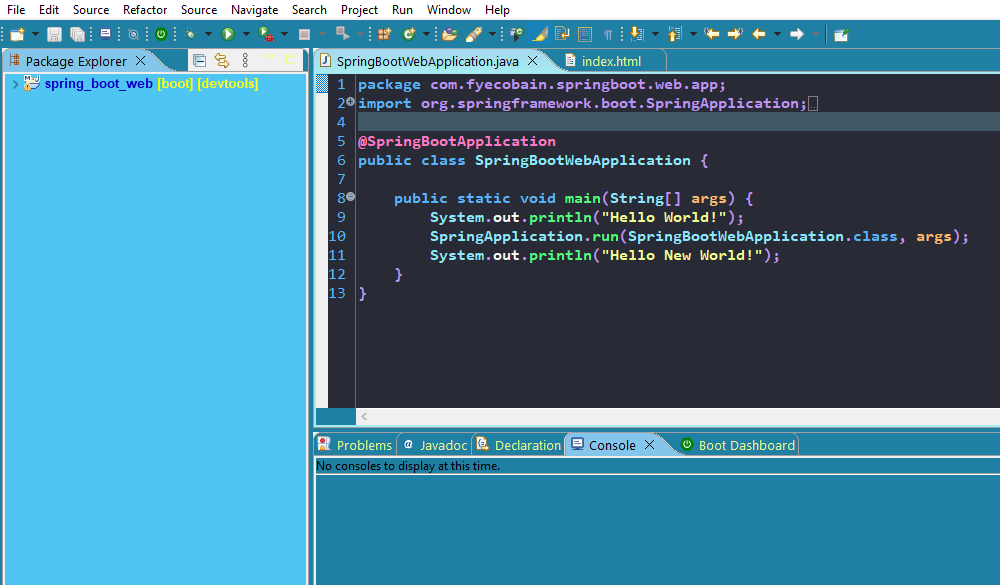 File Edit Source Refactor Source Navigate Search Project Run Window Help
Package Explorer
spring_boot_web [boot] [devtools]
SpringBootWebApplication.java index.html
1 package com.fyecobain.springboot.web.app;
2 import org.springframework.boot.SpringApplication;
4
5 @SpringBootApplication
6 public class SpringBootWebApplication {
7
8 public static void main(String[] args) {
9 System.out.println("Hello World!");
10 SpringApplication.run(SpringBootWebApplication.class, args);
11 System.out.println("Hello New World!");
12 }
13 }
Problems Javadoc Declaration Console Boot Dashboard
No consoles to display at this time.